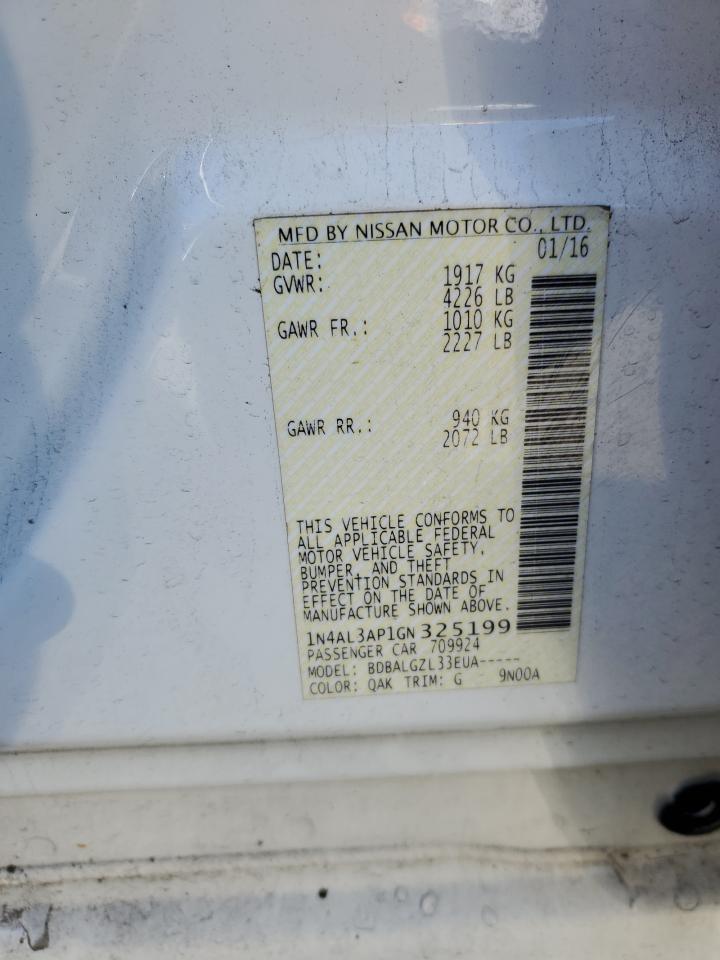 MFD BY NISSAN MOTOR CO., LTD.
DATE: 01/16
GVWR: 1917 KG
4226 LB
GAWR FR.: 1010 KG
2227 LB
GAWR RR.: 940 KG
2072 LB
THIS VEHICLE CONFORMS TO
ALL APPLICABLE FEDERAL
MOTOR VEHICLE SAFETY,
BUMPER, AND THEFT
PREVENTION STANDARDS IN
EFFECT ON THE DATE OF
MANUFACTURE SHOWN ABOVE.
1N4AL3AP1GN 325199
PASSENGER CAR 709924
MODEL: BDBALGZL33EUA-----
COLOR: QAK TRIM: G 9N00A